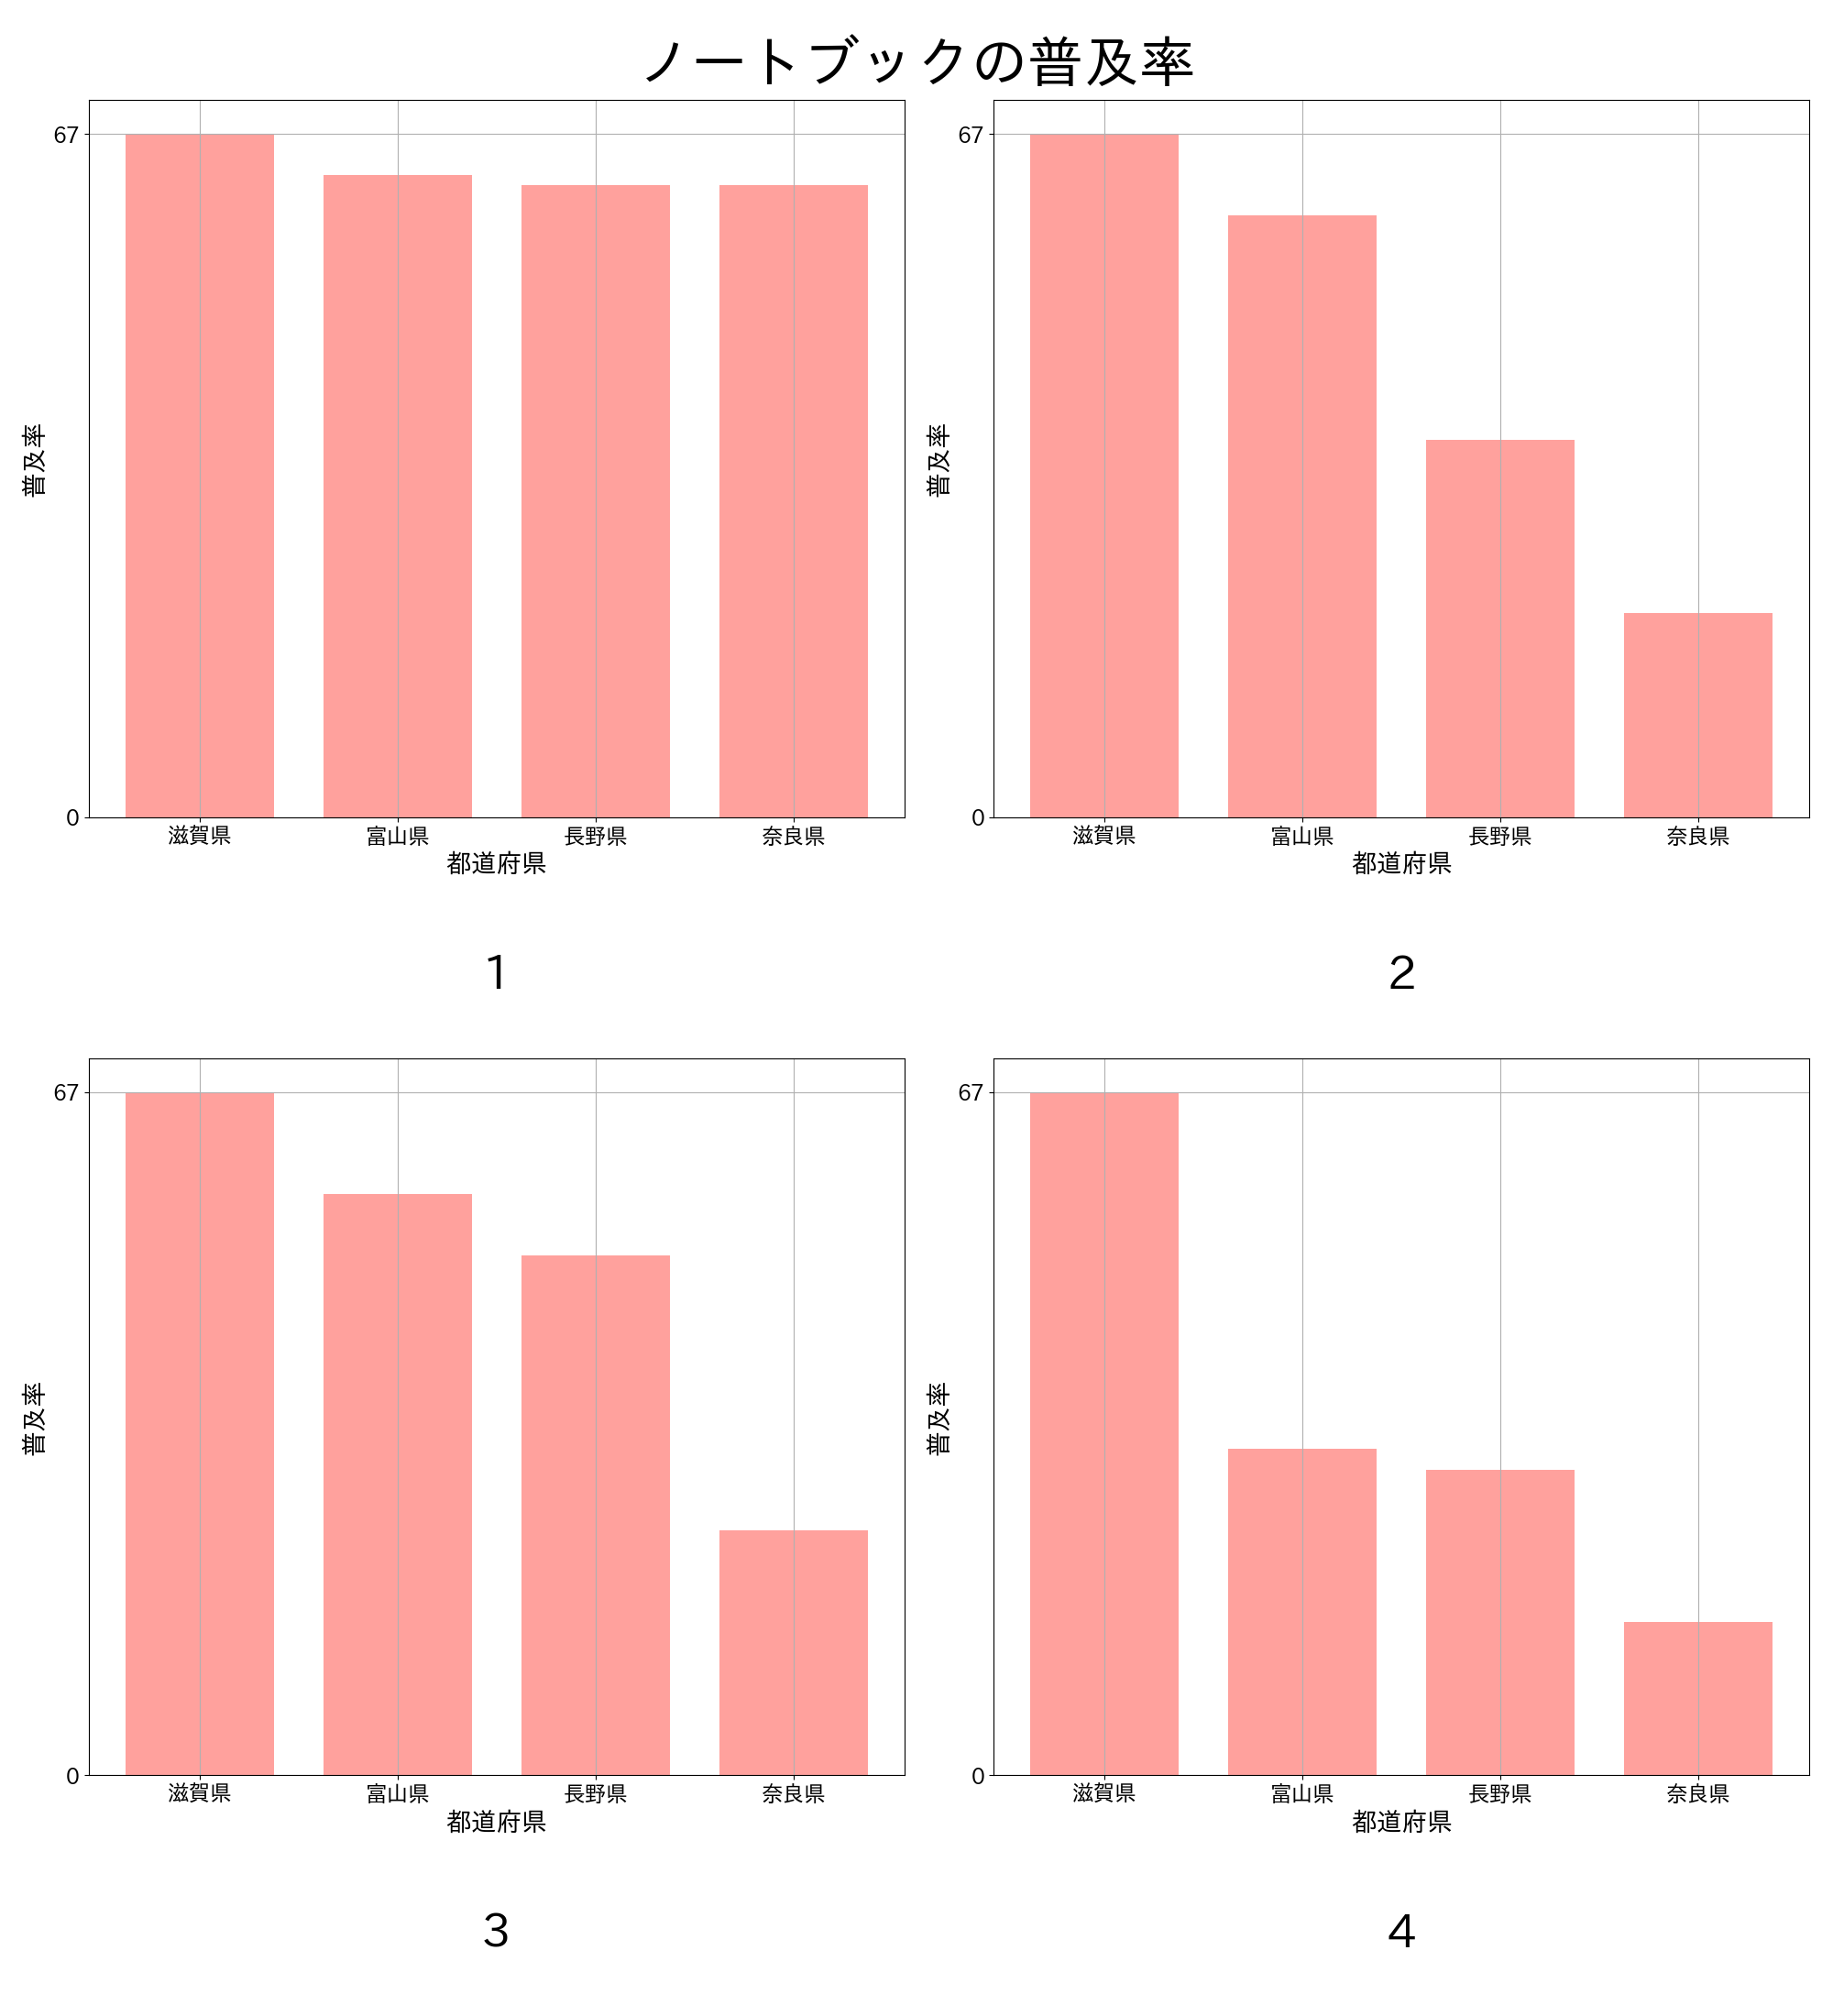 ノートブックの普及率
67
0
普及率
滋賀県 富山県 長野県 奈良県
都道府県
1
67
0
普及率
滋賀県 富山県 長野県 奈良県
都道府県
2
67
0
普及率
滋賀県 富山県 長野県 奈良県
都道府県
3
67
0
普及率
滋賀県 富山県 長野県 奈良県
都道府県
4